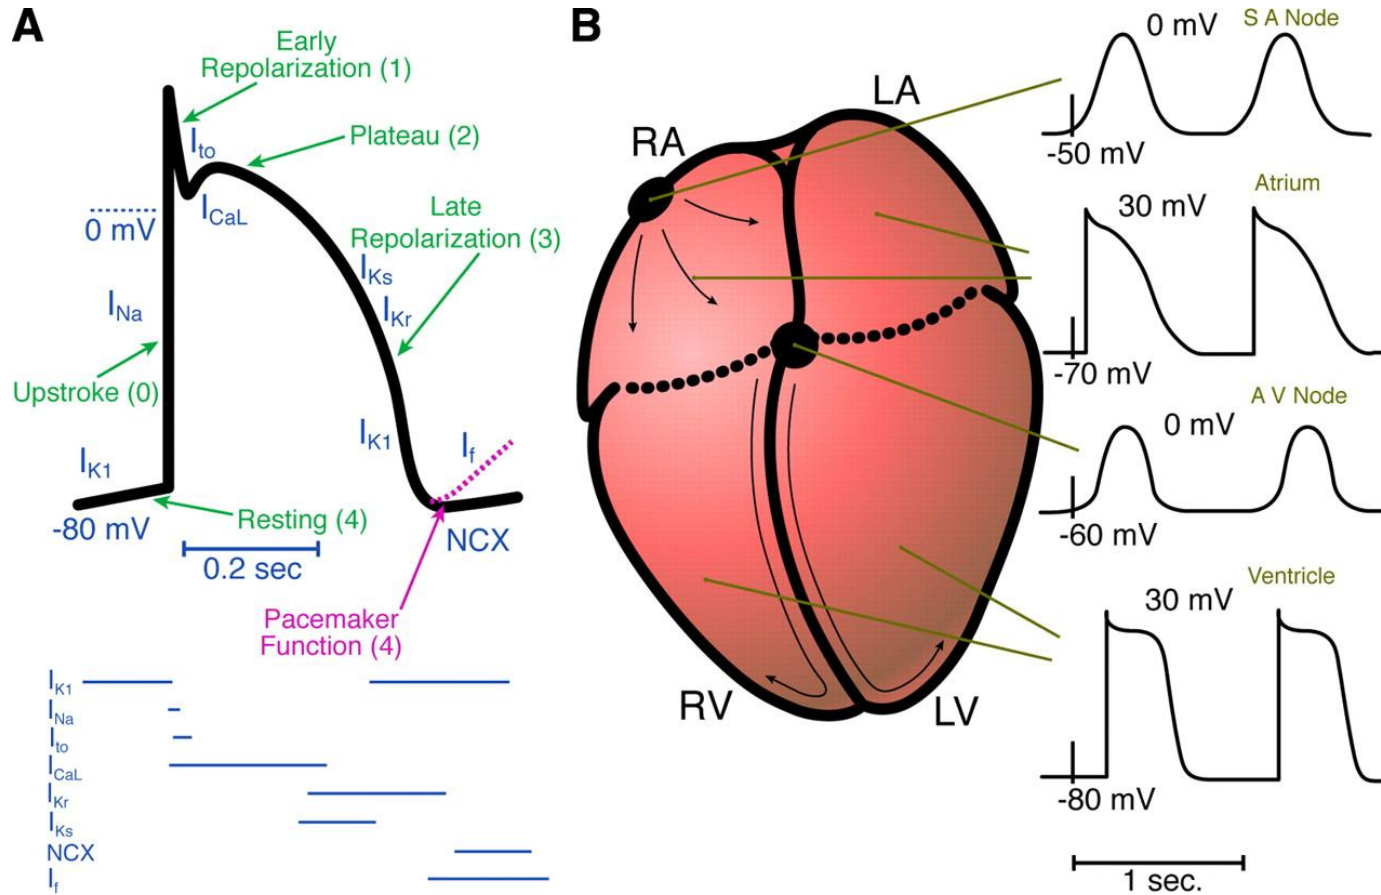 A
Early
Repolarization (1)
Ito
Plateau (2)
ICaL
0 mV
Late
Repolarization (3)
IKs
IKr
INa
Upstroke (0)
IK1
IK1
If
-80 mV
Resting (4)
NCX
0.2 sec
Pacemaker
Function (4)
IK1
INa
Ito
ICaL
IKr
IKs
NCX
If
B
RA
LA
RV
LV
S A Node
0 mV
-50 mV
Atrium
30 mV
-70 mV
A V Node
0 mV
-60 mV
Ventricle
30 mV
-80 mV
1 sec.